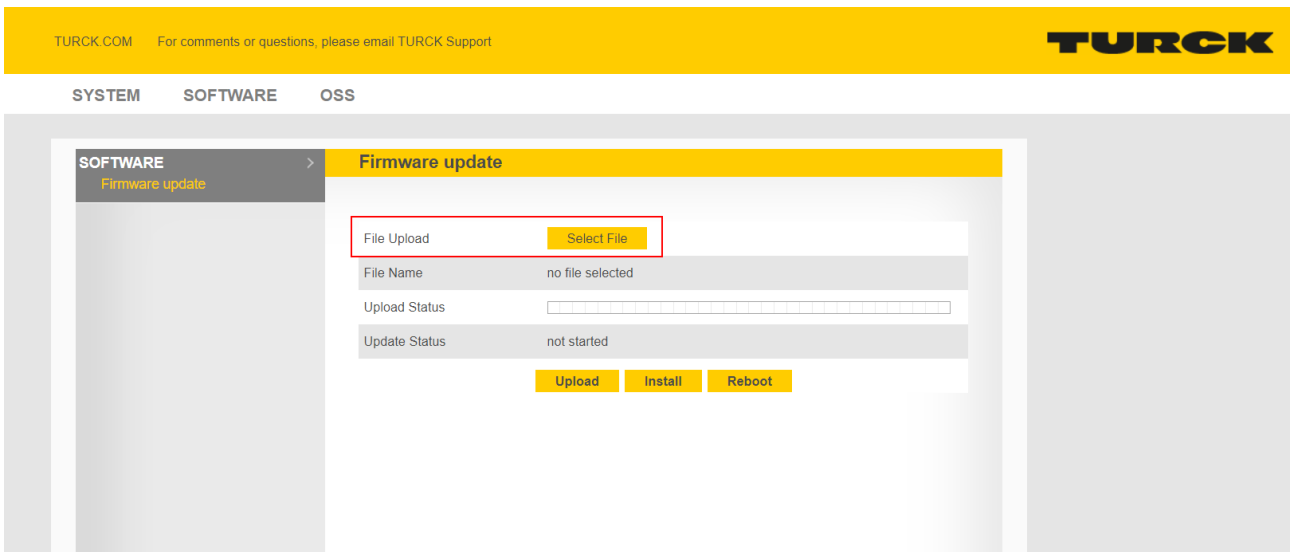 TURCK.COM For comments or questions, please email TURCK Support
TURCK
SYSTEM SOFTWARE OSS
SOFTWARE >
Firmware update
Firmware update
File Upload Select File
File Name no file selected
Upload Status
Update Status not started
Upload Install Reboot